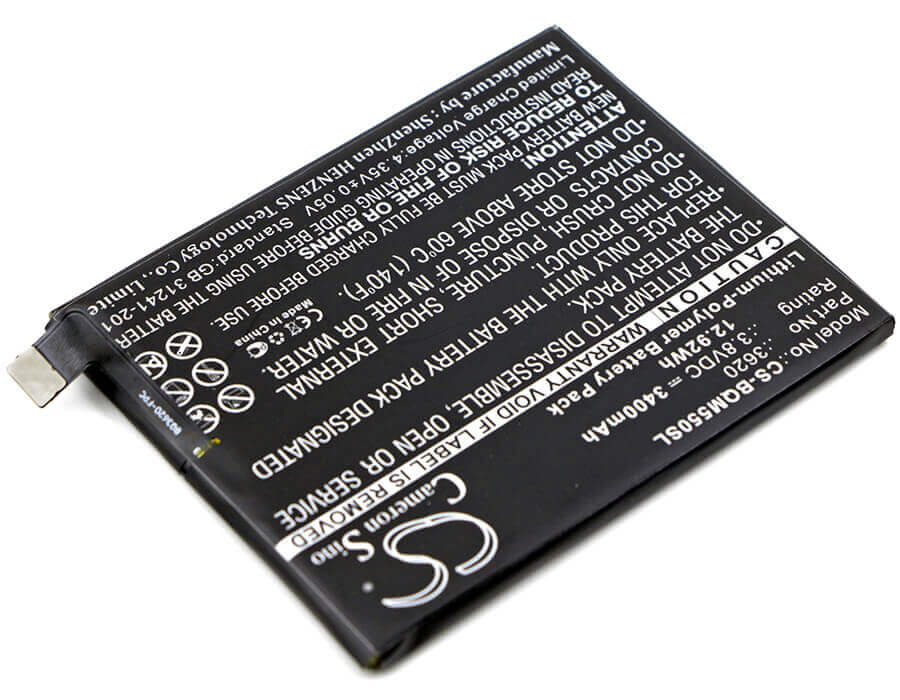 Model No.:CS-BQM550SL
Part No.:3620
Rating :3.8VDC 3400mAh
12.92Wh
Lithium-Polymer Battery Pack
CAUTION
•DO NOT ATTEMPT TO DISASSEMBLE, OPEN OR SERVICE
•REPLACE ONLY WITH THE BATTERY PACK DESIGNATED
FOR THIS PRODUCT.
•DO NOT CRUSH, PUNCTURE, SHORT EXTERNAL
CONTACTS OR DISPOSE OF IN FIRE OR WATER
•DO NOT STORE ABOVE 60°C (140°F).
ATTENTION!
NEW BATTERY PACK MUST BE FULLY CHARGED BEFORE USE.
TO REDUCE RISK OF FIRE OR BURNS
READ INSTRUCTIONS IN OPERATING GUIDE BEFORE USING THE BATTER
Limited Charge Voltage:4.35V±0.05V Standard:GB 31241-201
Manufacture by:ShenZhen HENZENS Technology Co., Limite
WARRANTY VOID IF LABEL IS REMOVED
Made in China
CS
Cameron Sino
BQ3620-FPC